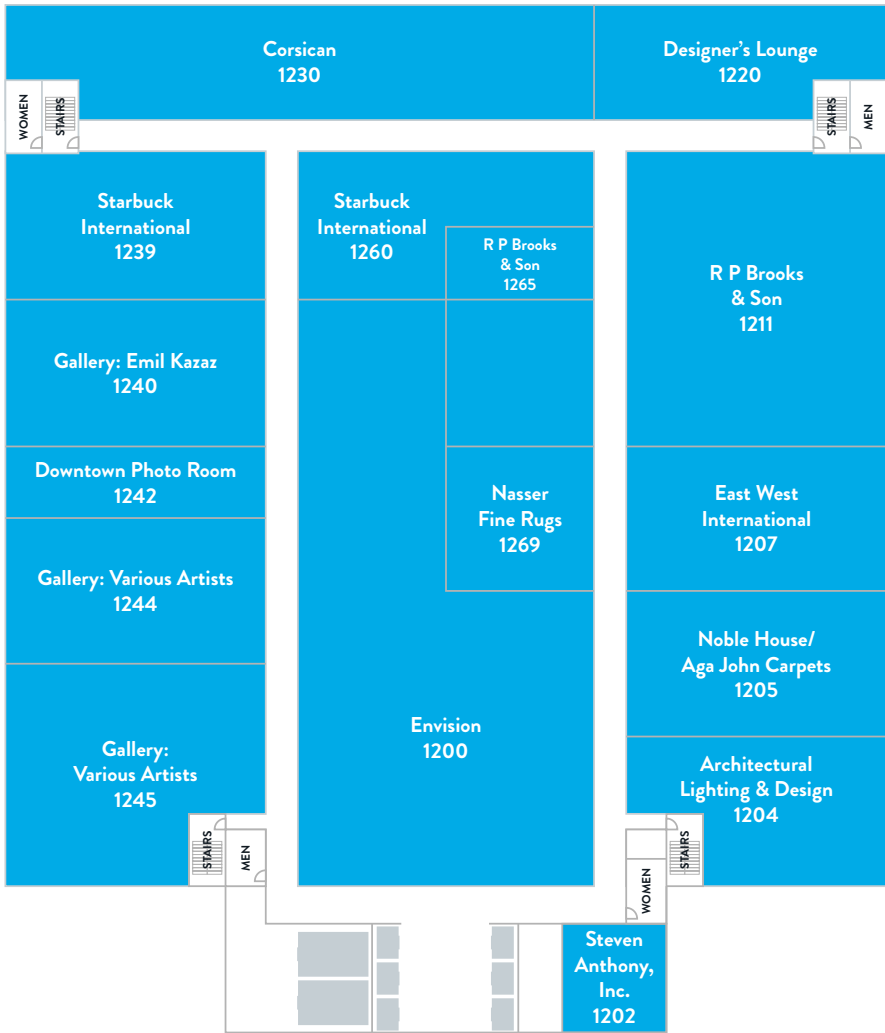 Corsican
1230
Designer's Lounge
1220
WOMEN
STAIRS
STAIRS
MEN
Starbuck
International
1239
Starbuck
International
1260
R P Brooks
& Son
1265
R P Brooks
& Son
1211
Gallery: Emil Kazaz
1240
Downtown Photo Room
1242
Nasser
Fine Rugs
1269
East West
International
1207
Gallery: Various Artists
1244
Noble House/
Aga John Carpets
1205
Envision
1200
Gallery:
Various Artists
1245
Architectural
Lighting & Design
1204
STAIRS
MEN
STAIRS
WOMEN
Steven
Anthony,
Inc.
1202